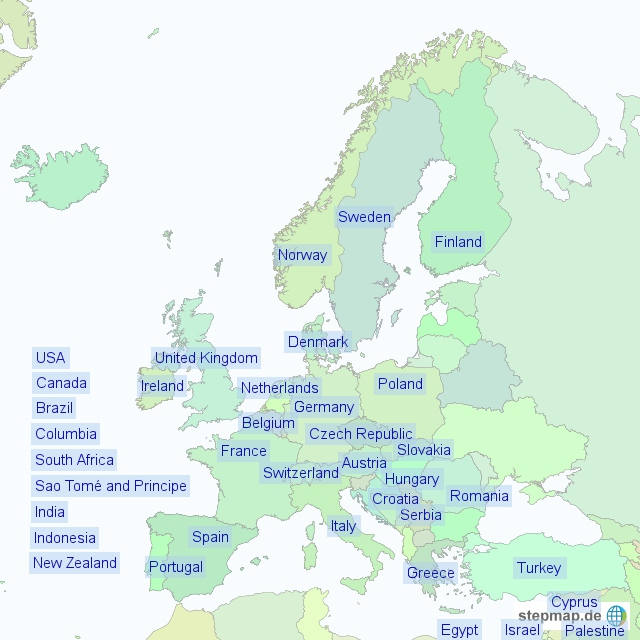 Sweden
Finland
Norway
Denmark
USA
United Kingdom
Canada
Ireland
Netherlands
Poland
Brazil
Germany
Belgium
Columbia
Czech Republic
South Africa
France
Slovakia
Austria
Switzerland
Hungary
Sao Tomé and Principe
Croatia
Romania
India
Serbia
Italy
Indonesia
Spain
New Zealand
Portugal
Greece
Turkey
Cyprus
stepmap.de
Egypt
Israel
Palestine